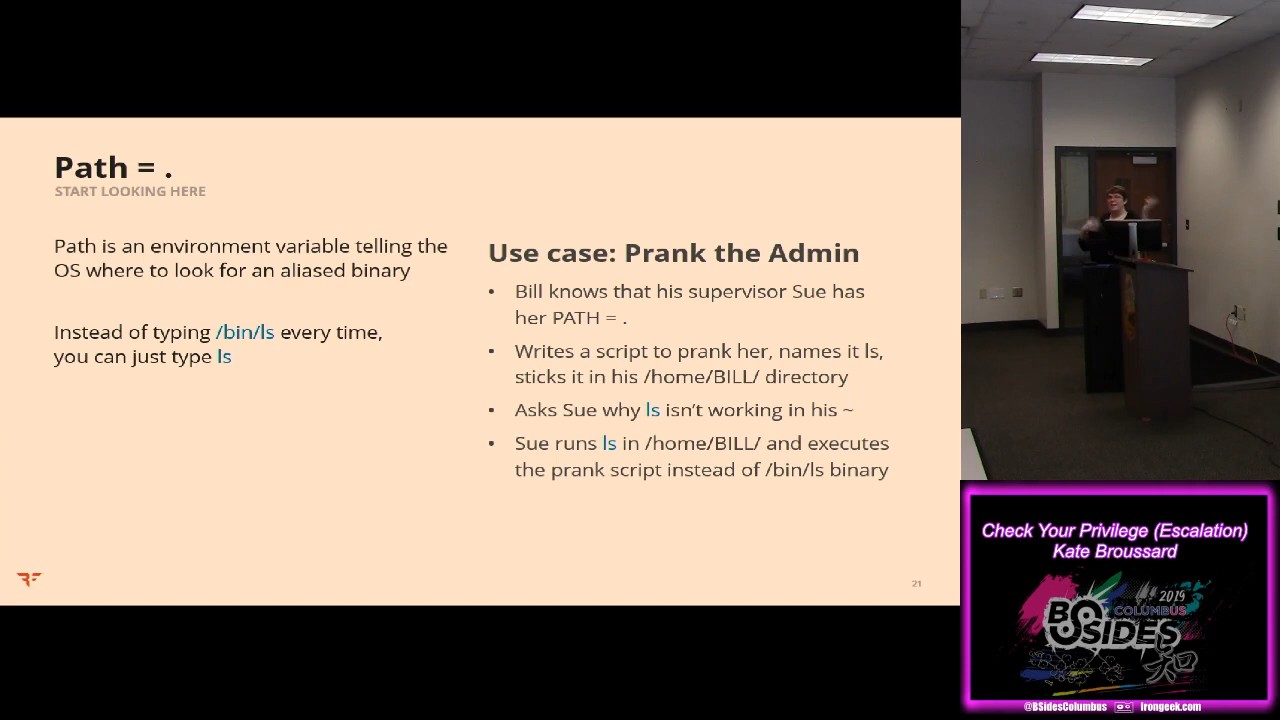 Path = .
START LOOKING HERE
Path is an environment variable telling the
OS where to look for an aliased binary
Instead of typing /bin/ls every time,
you can just type ls
Use case: Prank the Admin
• Bill knows that his supervisor Sue has
her PATH = .
• Writes a script to prank her, names it ls,
sticks it in his /home/BILL/ directory
• Asks Sue why ls isn't working in his ~
• Sue runs ls in /home/BILL/ and executes
the prank script instead of /bin/ls binary
21
Check Your Privilege (Escalation)
Kate Broussard
2019
COLUMBUS
BSIDES
@BSidesColumbus
Irongeek.com